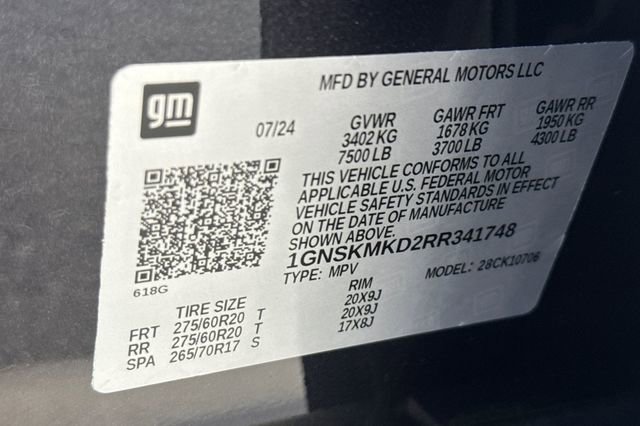 gm
MFD BY GENERAL MOTORS LLC
07/24
GVWR GAWR FRT GAWR RR
3402 KG 1678 KG 1950 KG
7500 LB 3700 LB 4300 LB
THIS VEHICLE CONFORMS TO ALL
APPLICABLE U.S. FEDERAL MOTOR
VEHICLE SAFETY STANDARDS IN EFFECT
ON THE DATE OF MANUFACTURE
SHOWN ABOVE.
1GNSKMKD2RR341748
TYPE: MPV MODEL: 28CK10706
618G
TIRE SIZE RIM
FRT 275/60R20 T 20X9J
RR 275/60R20 T 20X9J
SPA 265/70R17 S 17X8J